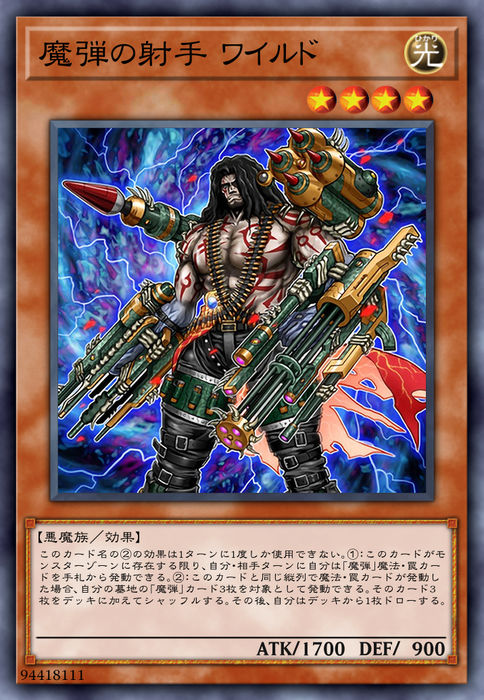 魔弾の射手 ワイルド
ひかり
光
【悪魔族／効果】
このカード名の②の効果は1ターンに1度しか使用できない。①：このカードがモ
ンスターゾーンに存在する限り、自分・相手ターンに自分は「魔弾」魔法・罠カー
ドを手札から発動できる。②：このカードと同じ縦列で魔法・罠カードが発動し
た場合、自分の墓地の「魔弾」カード3枚を対象として発動できる。そのカード3
枚をデッキに加えてシャッフルする。その後、自分はデッキから1枚ドローする。
ATK/1700 DEF/ 900
94418111